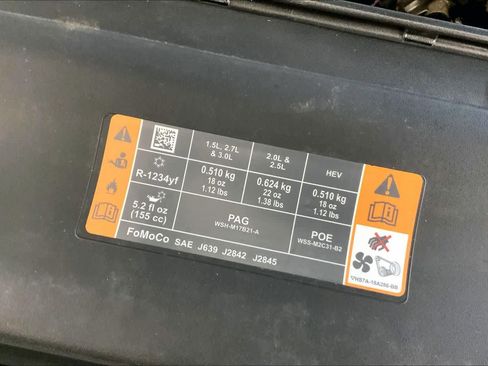 1.5L, 2.7L
& 3.0L
2.0L &
2.5L
HEV
R-1234yf
0.510 kg
18 oz
1.12 lbs
0.624 kg
22 oz
1.38 lbs
0.510 kg
18 oz
1.12 lbs
5.2 fl oz
(155 cc)
PAG
WSH-M17B21-A
POE
WSS-M2C31-B2
FoMoCo SAE J639 J2842 J2845